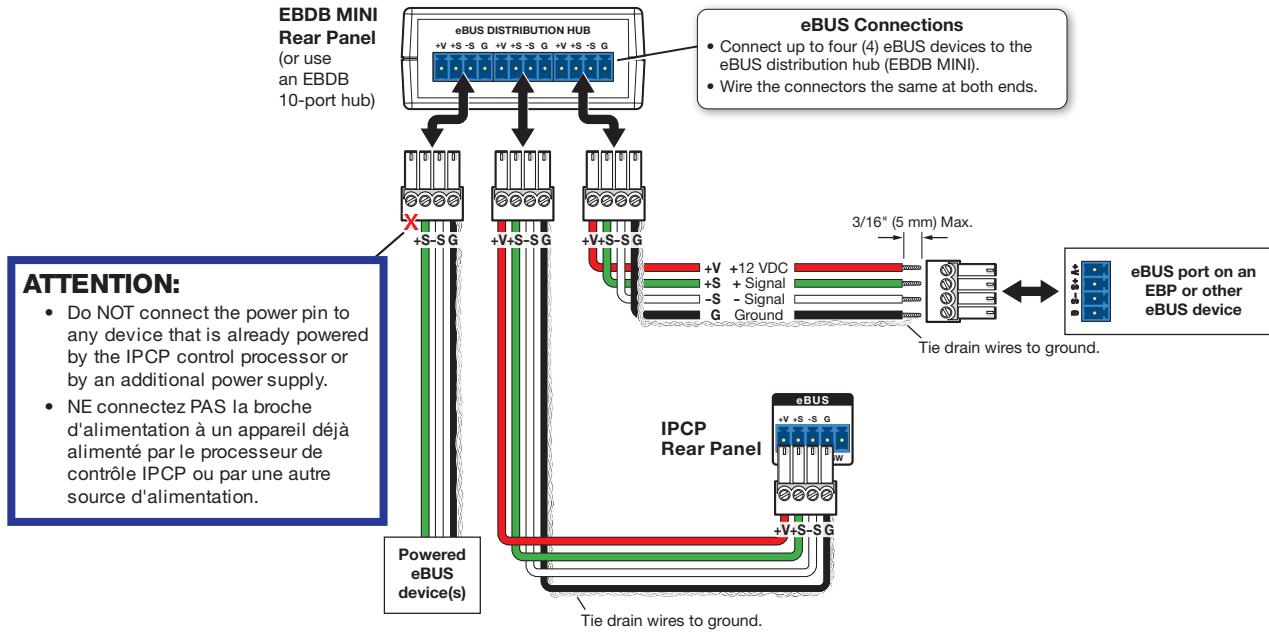 EBDB MINI
Rear Panel
(or use
an EBDB
10-port hub)
eBUS DISTRIBUTION HUB
+V +S -S G +V +S -S G +V +S -S G
eBUS Connections
• Connect up to four (4) eBUS devices to the
eBUS distribution hub (EBDB MINI).
• Wire the connectors the same at both ends.
X
+S–S G
+V+S–S G
+V+S–S G
3/16" (5 mm) Max.
+V +12 VDC
+S + Signal
–S – Signal
G Ground
+V +S -S G
eBUS port on an
EBP or other
eBUS device
Tie drain wires to ground.
ATTENTION:
• Do NOT connect the power pin to
any device that is already powered
by the IPCP control processor or
by an additional power supply.
• NE connectez PAS la broche
d'alimentation à un appareil déjà
alimenté par le processeur de
contrôle IPCP ou par une autre
source d'alimentation.
IPCP
Rear Panel
eBUS
+V +S -S G
+V+S–S G
Powered
eBUS
device(s)
Tie drain wires to ground.